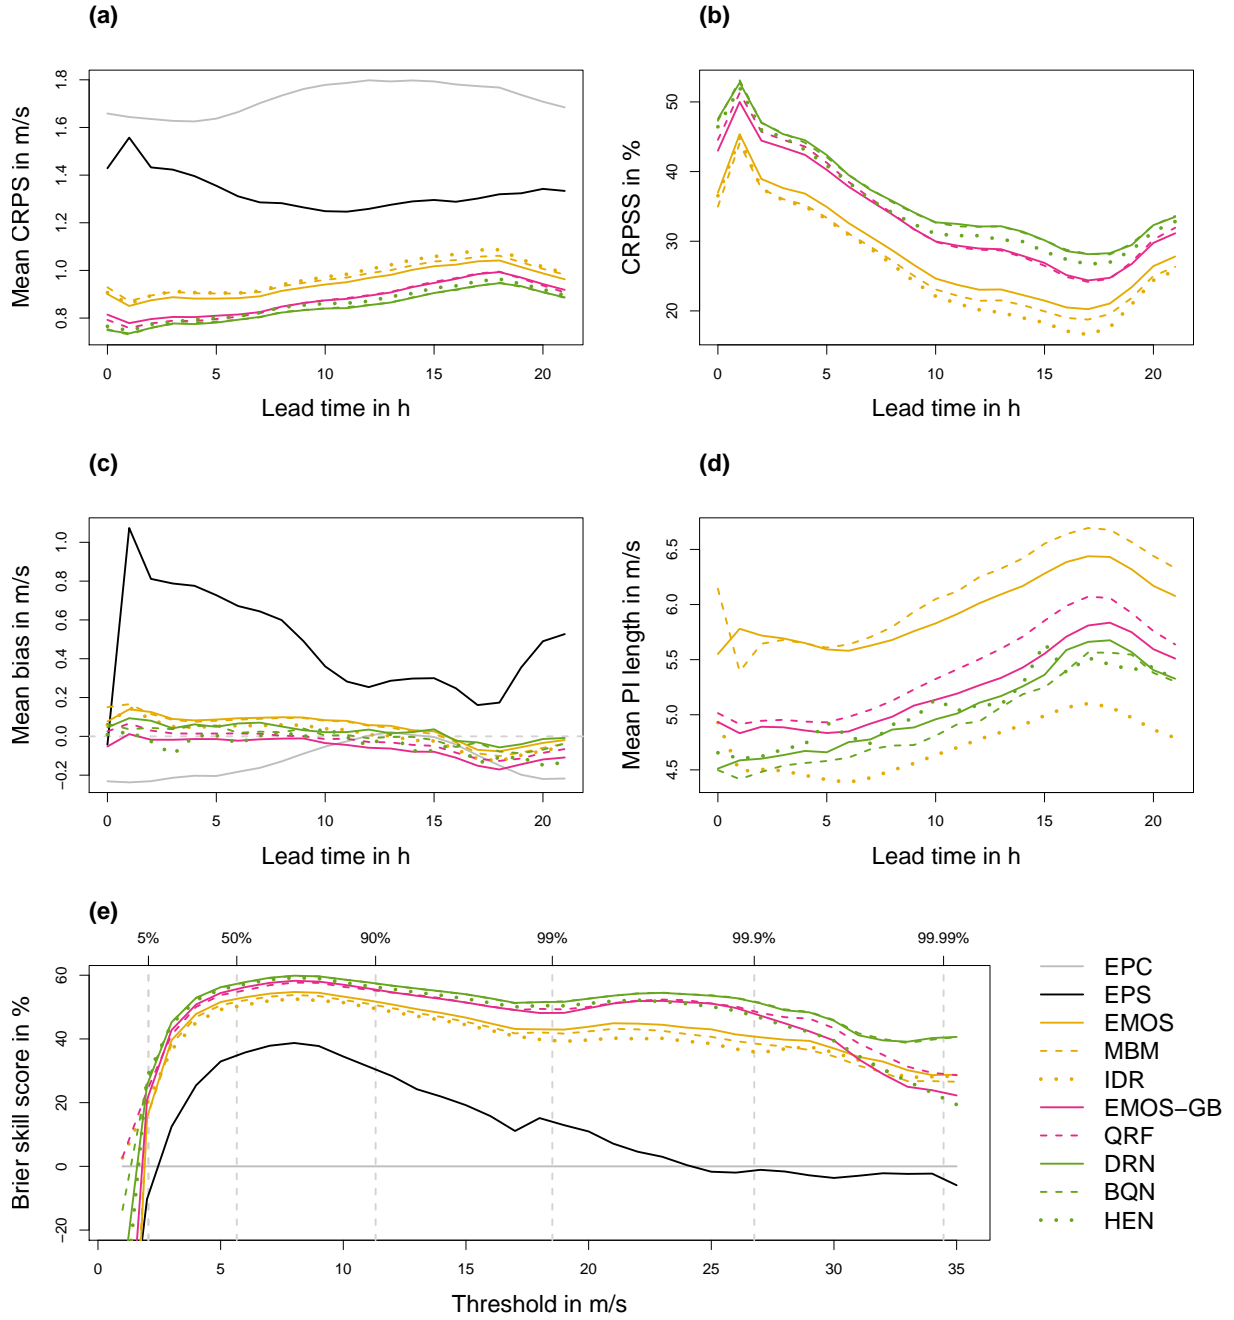 (a)
(b)
Mean CRPS in m/s
0.8 1.0 1.2 1.4 1.6 1.8
0 5 10 15 20
Lead time in h
CRPSS in %
20 30 40 50
0 5 10 15 20
Lead time in h
(c)
(d)
Mean bias in m/s
−0.2 0.0 0.2 0.4 0.6 0.8 1.0
0 5 10 15 20
Lead time in h
Mean PI length in m/s
4.5 5.0 5.5 6.0 6.5
0 5 10 15 20
Lead time in h
(e)
5% 50% 90% 99% 99.9% 99.99%
Brier skill score in %
−20 0 20 40 60
0 5 10 15 20 25 30 35
Threshold in m/s
EPC
EPS
EMOS
MBM
IDR
EMOS−GB
QRF
DRN
BQN
HEN